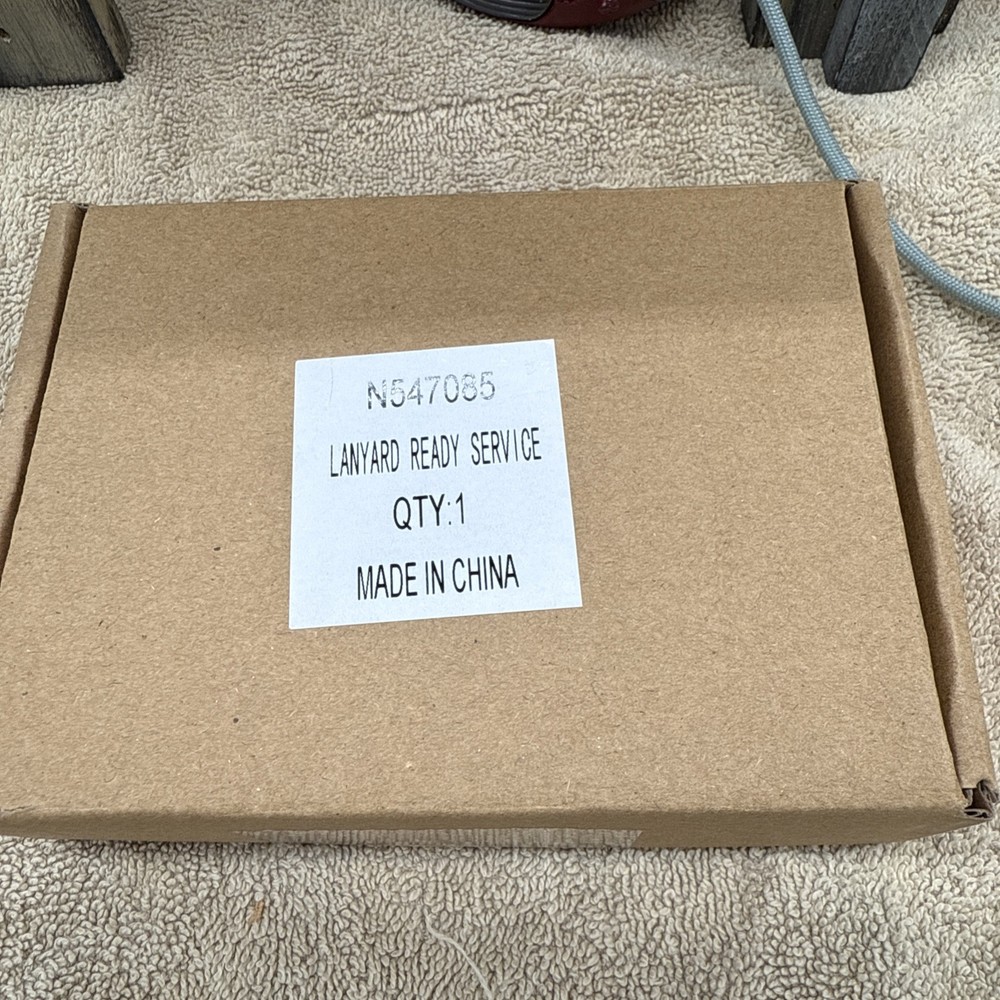 N547085
LANYARD READY SERVICE
QTY:1
MADE IN CHINA